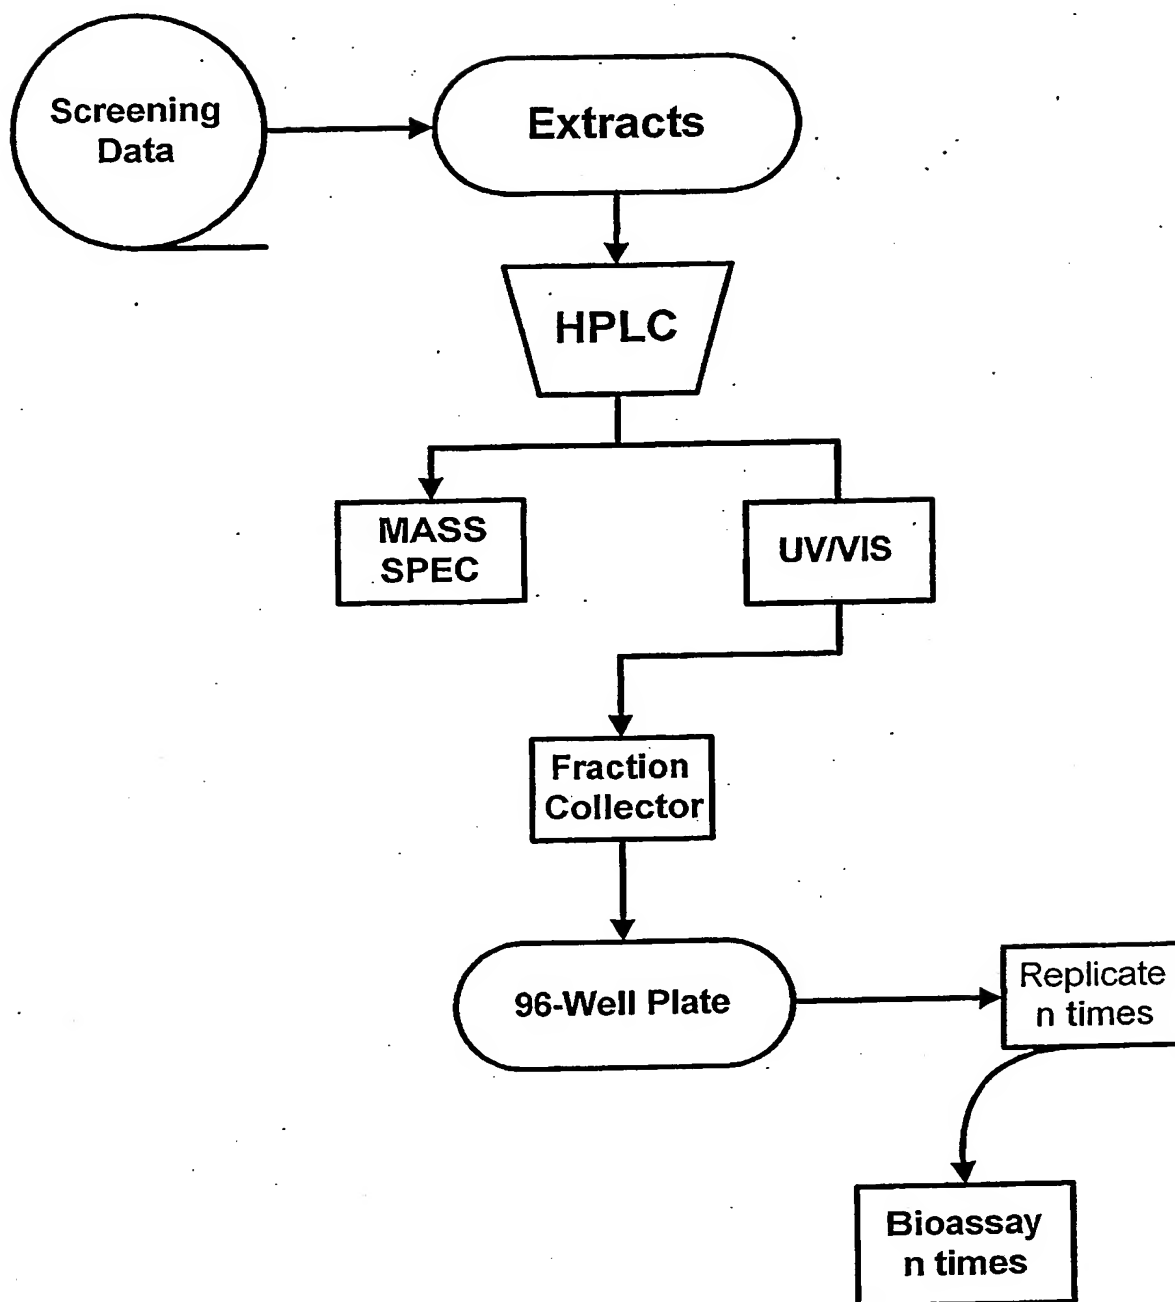 Screening
Data
Extracts
HPLC
MASS
SPEC
UV/VIS
Fraction
Collector
96-Well Plate
Replicate
n times
Bioassay
n times